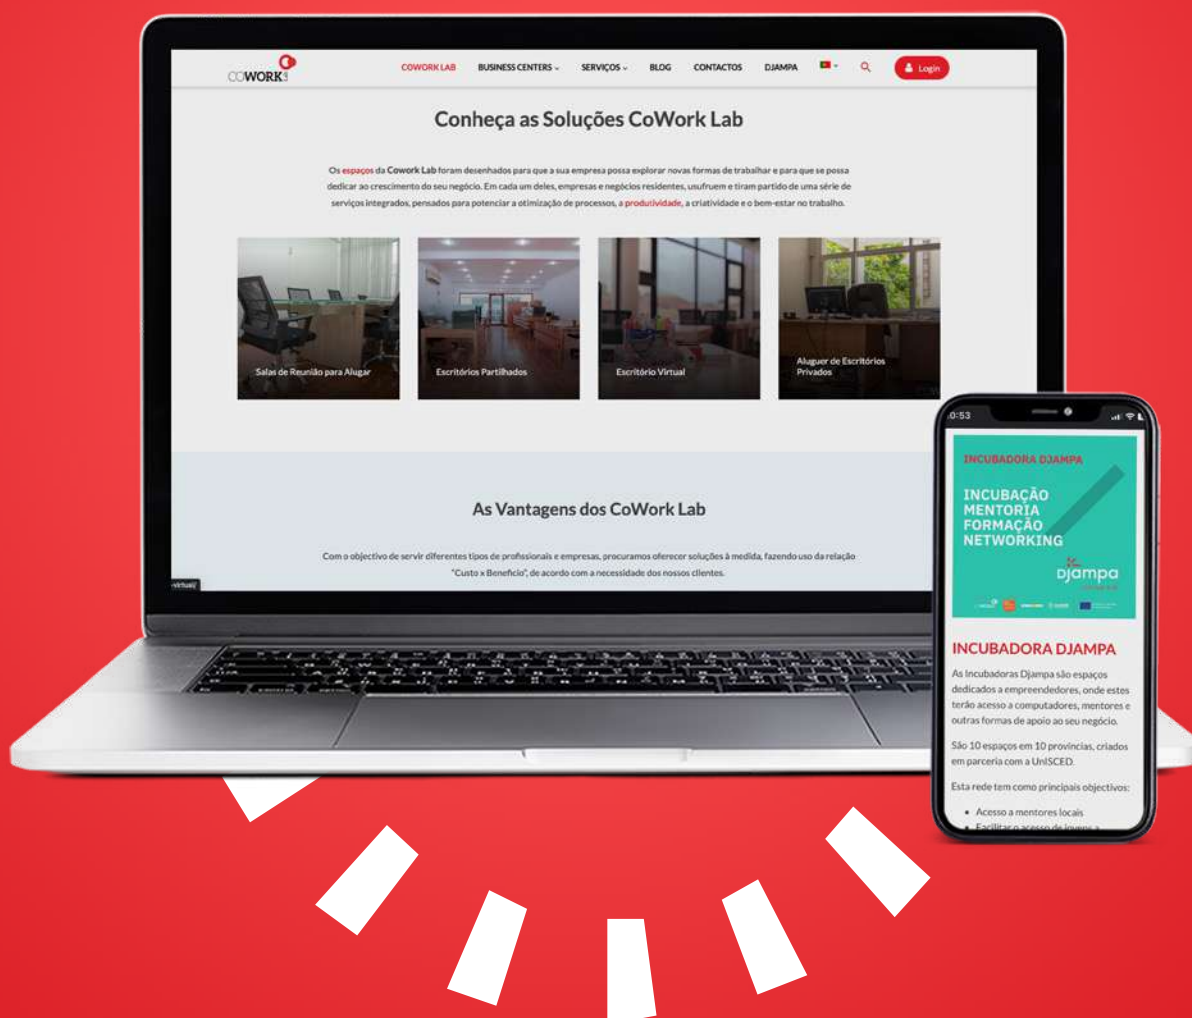 COWORK LAB
COWORK LAB BUSINESS CENTERS SERVIÇOS BLOG CONTACTOS DJAMPA Login
Conheça as Soluções CoWork Lab
Os espaços da Cowork Lab foram desenhados para que a sua empresa possa explorar novas formas de trabalhar e para que se possa
dedicar ao crescimento do seu negócio. Em cada um deles, empresas e negócios residentes, usufruem e tiram partido de uma série de
serviços integrados, pensados para potenciar a otimização de processos, a produtividade, a criatividade e o bem-estar no trabalho.
Salas de Reunião para Alugar
Escritórios Partilhados
Escritório Virtual
Aluguer de Escritórios
Privados
As Vantagens dos CoWork Lab
Com o objectivo de servir diferentes tipos de profissionais e empresas, procuramos oferecer soluções à medida, fazendo uso da relação
"Custo x Benefício", de acordo com a necessidade dos nossos clientes.
-virtual/
0:53
INCUBADORA DJAMPA
INCUBAÇÃO
MENTORIA
FORMAÇÃO
NETWORKING
Djampa
INCUBADORA DJAMPA
As Incubadoras Djampa são espaços
dedicados a empreendedores, onde estes
terão acesso a computadores, mentores e
outras formas de apoio ao seu negócio.
São 10 espaços em 10 províncias, criados
em parceria com a UnISCED.
Esta rede tem como principais objectivos:
Acesso a mentores locais
Facilitar o acesso de jovens a